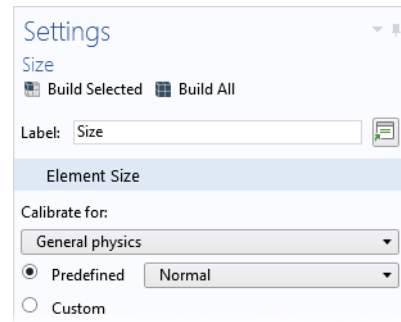 Settings
Size
Build Selected Build All
Label: Size
Element Size
Calibrate for:
General physics
Predefined Normal
Custom